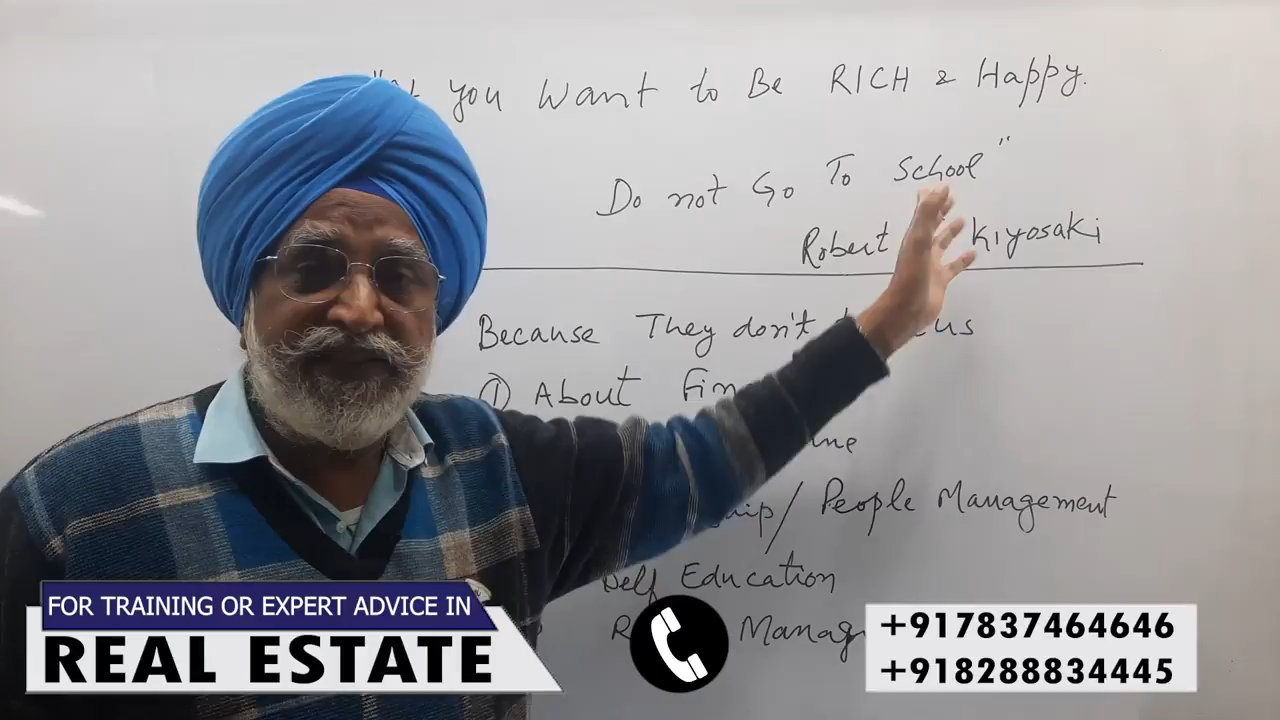 you Want to Be RICH & Happy.
Do not Go To School"
Robert Kiyosaki
Because They don't
① About
People Management
Self Education
FOR TRAINING OR EXPERT ADVICE IN
REAL ESTATE
+917837464646
+918288834445